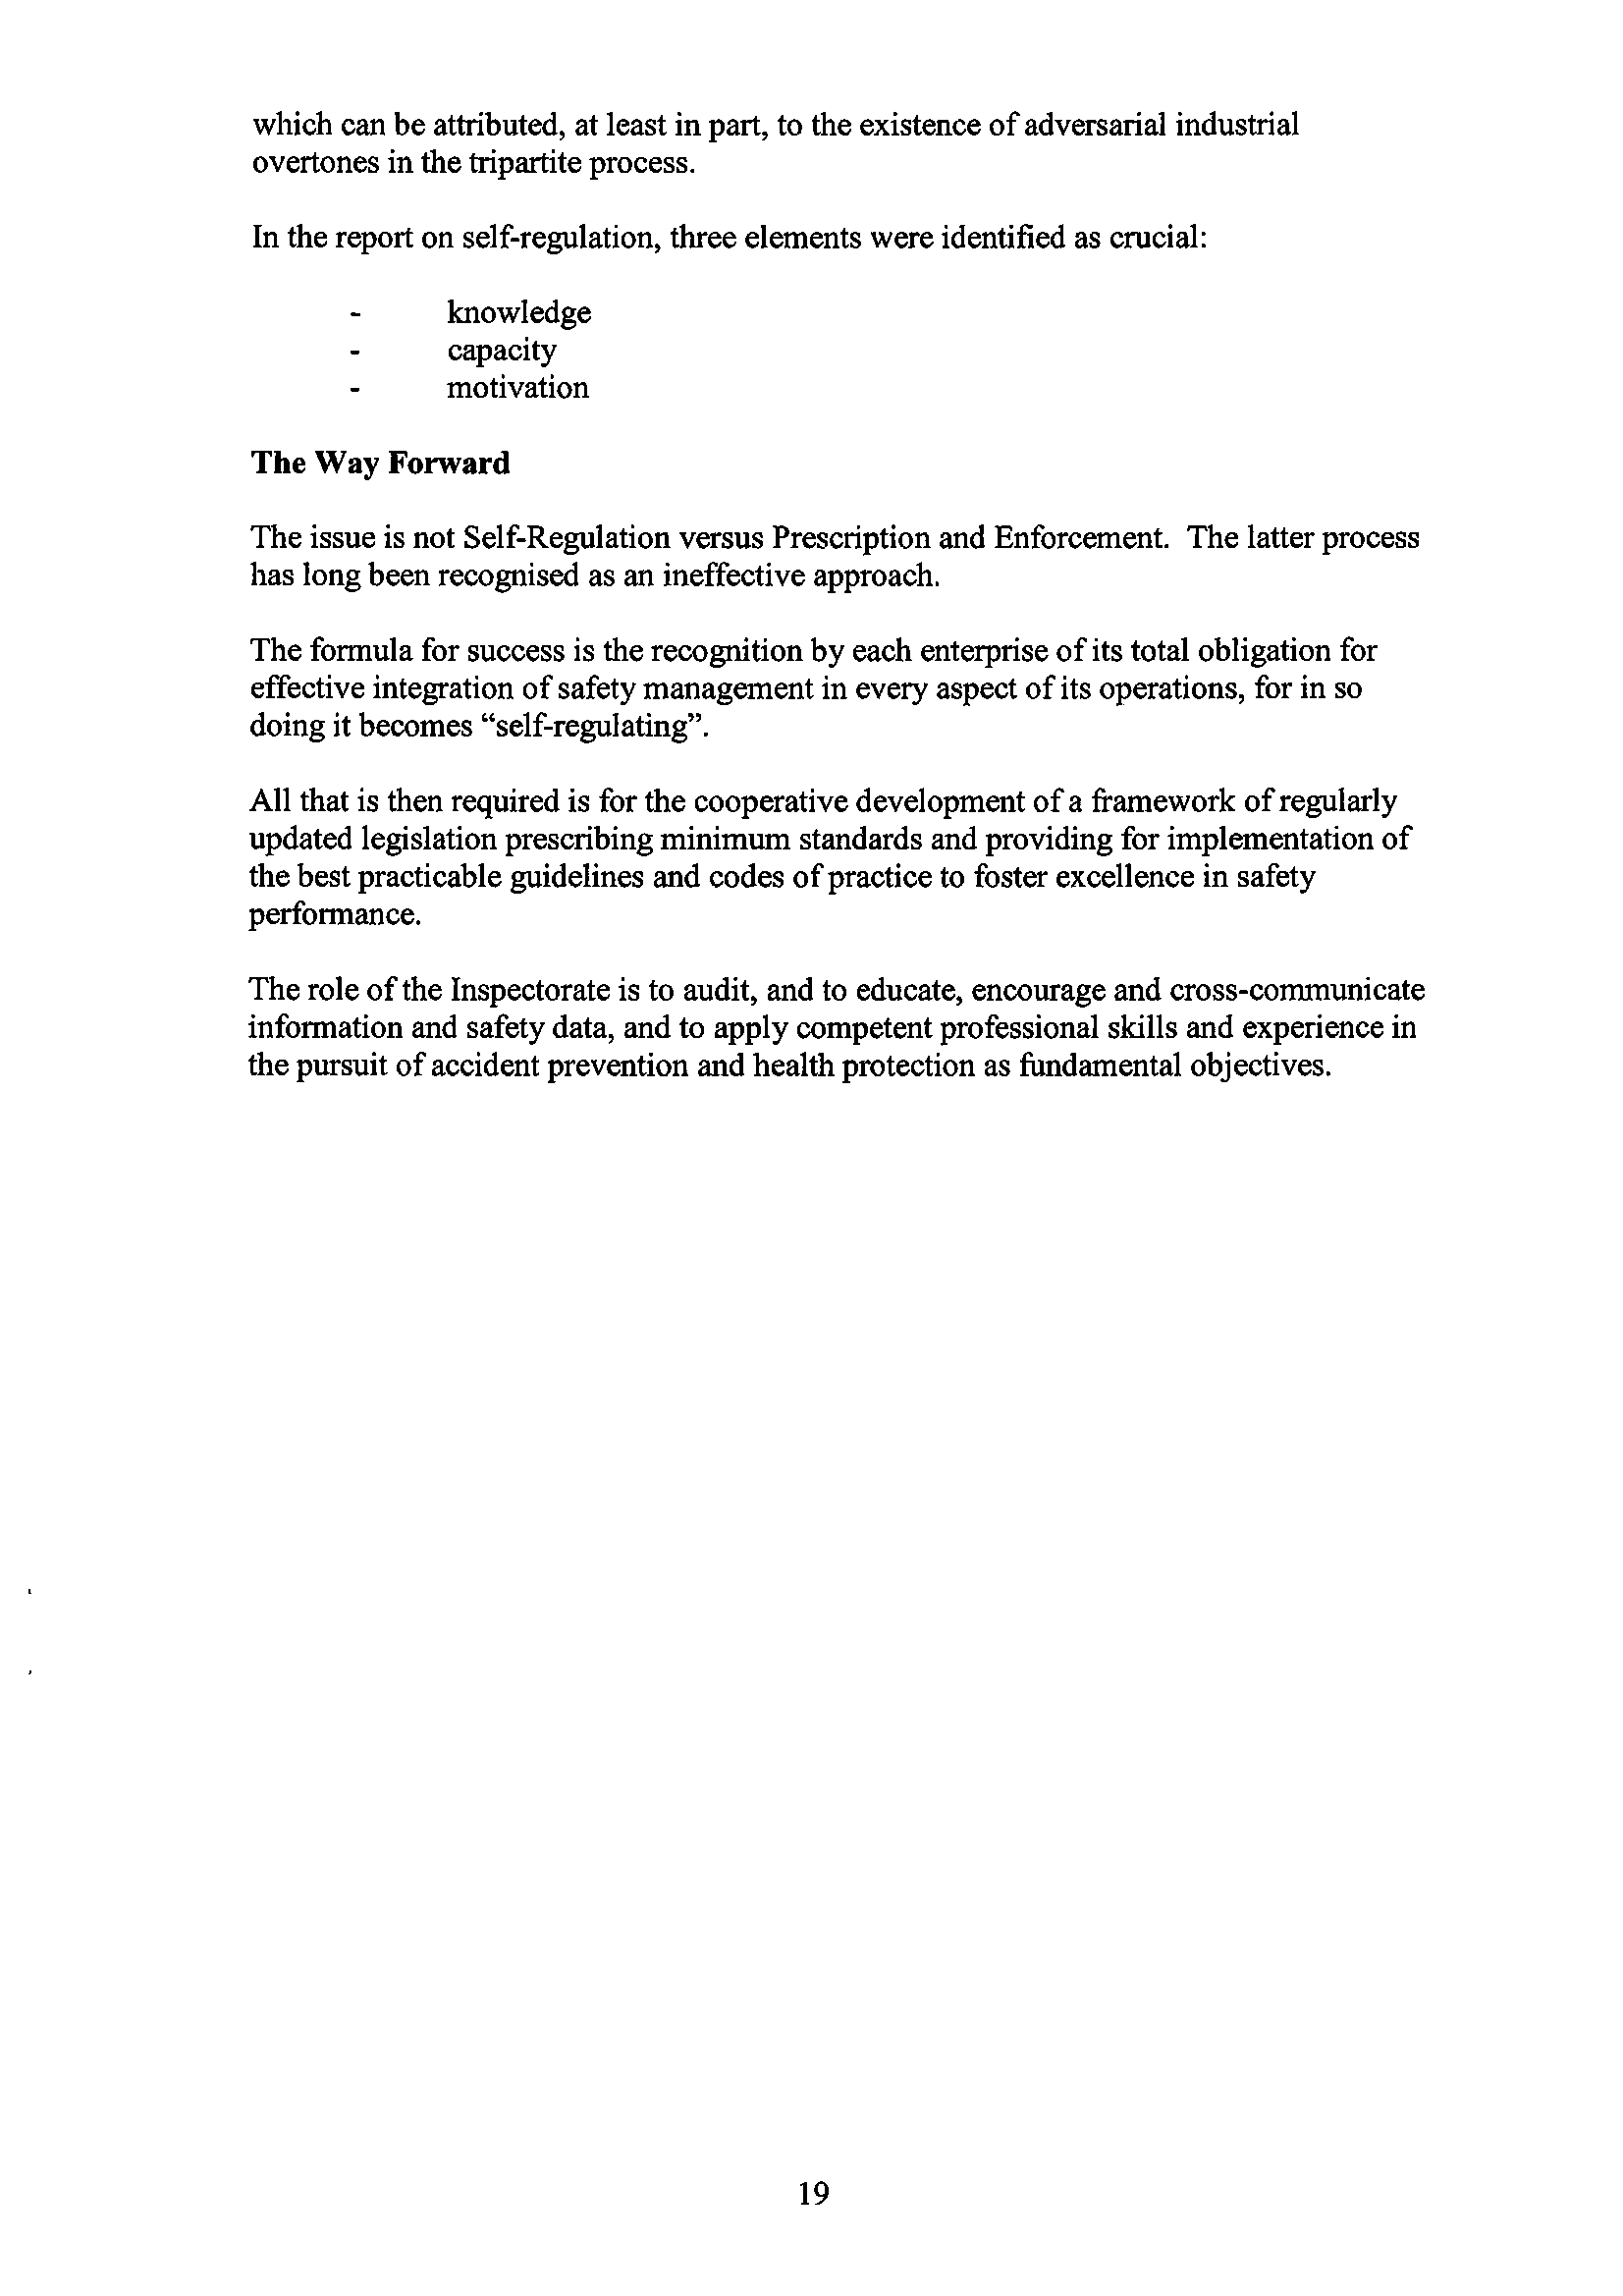 which can be attributed, at least in part, to the existence of adversarial industrial
overtones in the tripartite process.
In the report on self-regulation, three elements were identified as crucial:
- knowledge
- capacity
- motivation
The Way Forward
The issue is not Self-Regulation versus Prescription and Enforcement. The latter process
has long been recognised as an ineffective approach.
The formula for success is the recognition by each enterprise of its total obligation for
effective integration of safety management in every aspect of its operations, for in so
doing it becomes “self-regulating”.
All that is then required is for the cooperative development of a framework of regularly
updated legislation prescribing minimum standards and providing for implementation of
the best practicable guidelines and codes of practice to foster excellence in safety
performance.
The role of the Inspectorate is to audit, and to educate, encourage and cross-communicate
information and safety data, and to apply competent professional skills and experience in
the pursuit of accident prevention and health protection as fundamental objectives.
19